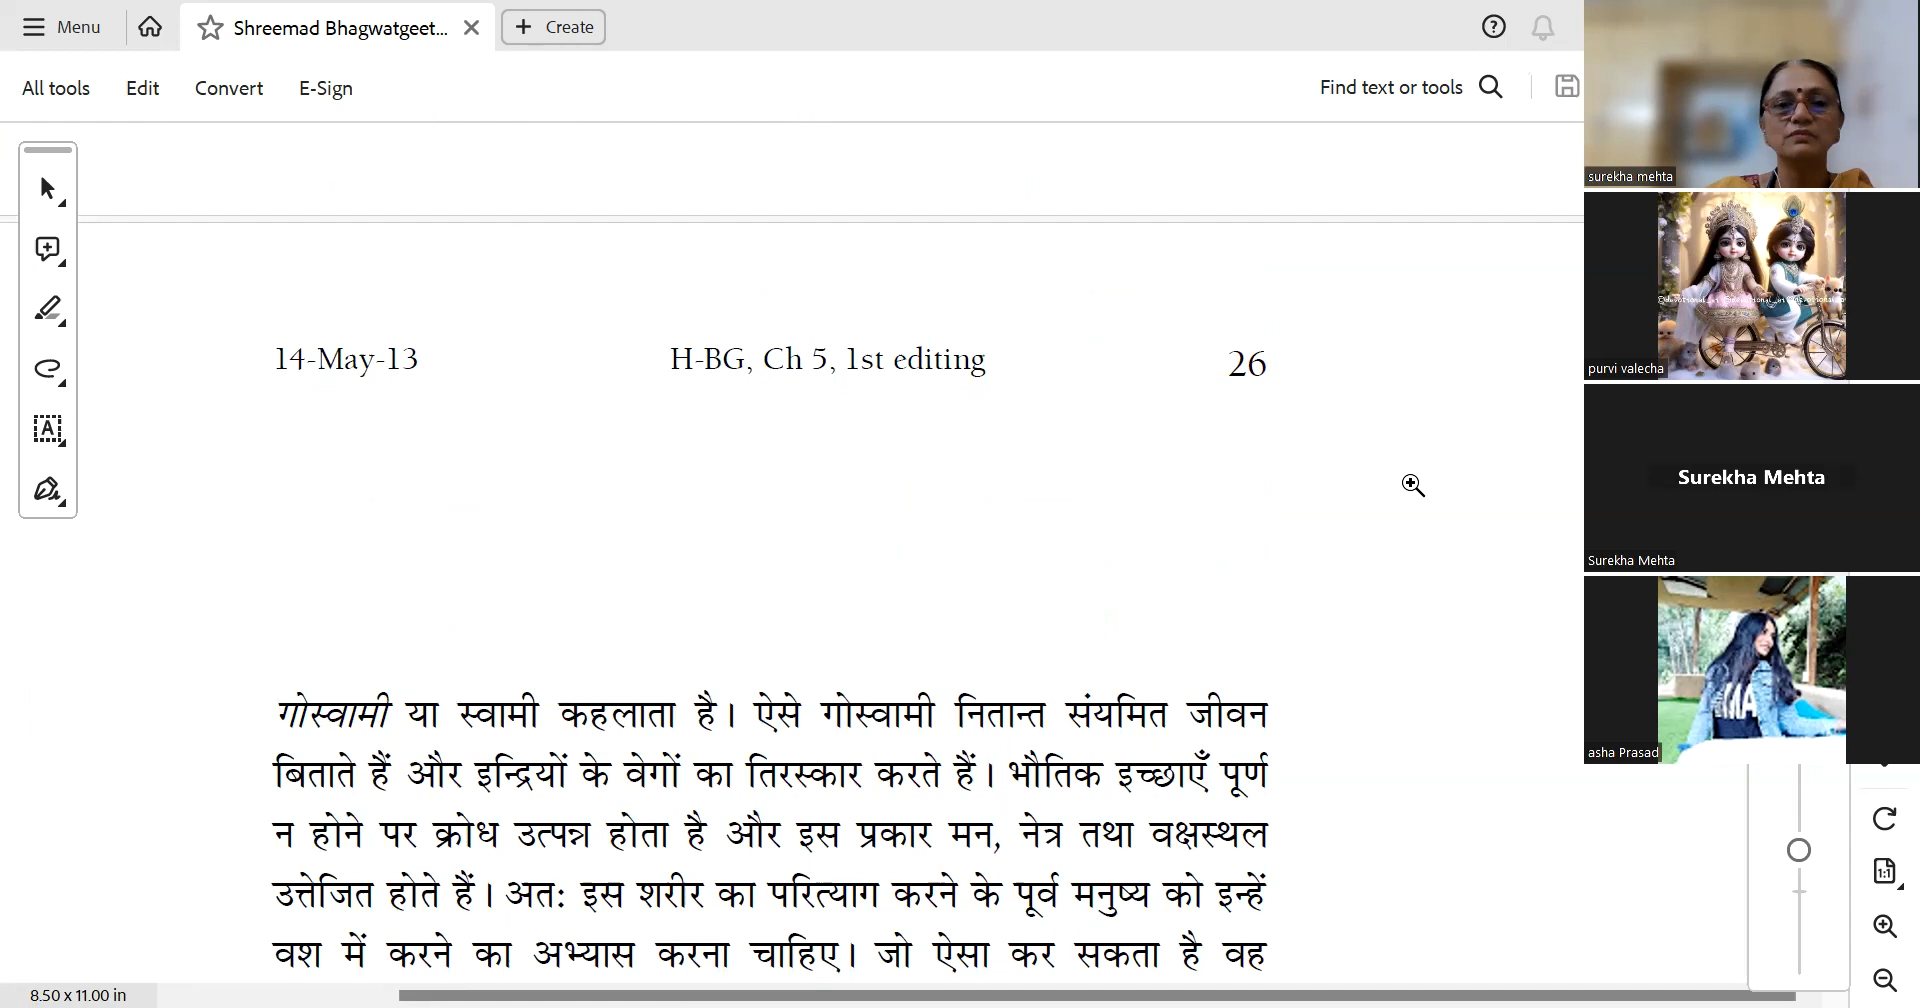 Menu
Shreemad Bhagwatgeet...
Create
All tools
Edit
Convert
E-Sign
Find text or tools
14-May-13 H-BG, Ch 5, 1st editing 26
गोस्वामी या स्वामी कहलाता है। ऐसे गोस्वामी नितान्त संयमित जीवन
बिताते हैं और इन्द्रियों के वेगों का तिरस्कार करते हैं। भौतिक इच्छाएँ पूर्ण
न होने पर क्रोध उत्पन्न होता है और इस प्रकार मन, नेत्र तथा वक्षस्थल
उत्तेजित होते हैं। अतः इस शरीर का परित्याग करने के पूर्व मनुष्य को इन्हें
वश में करने का अभ्यास करना चाहिए। जो ऐसा कर सकता है वह
8.50 x 11.00 in
surekha mehta
purvi valecha
Surekha Mehta
Surekha Mehta
asha Prasad
1:1